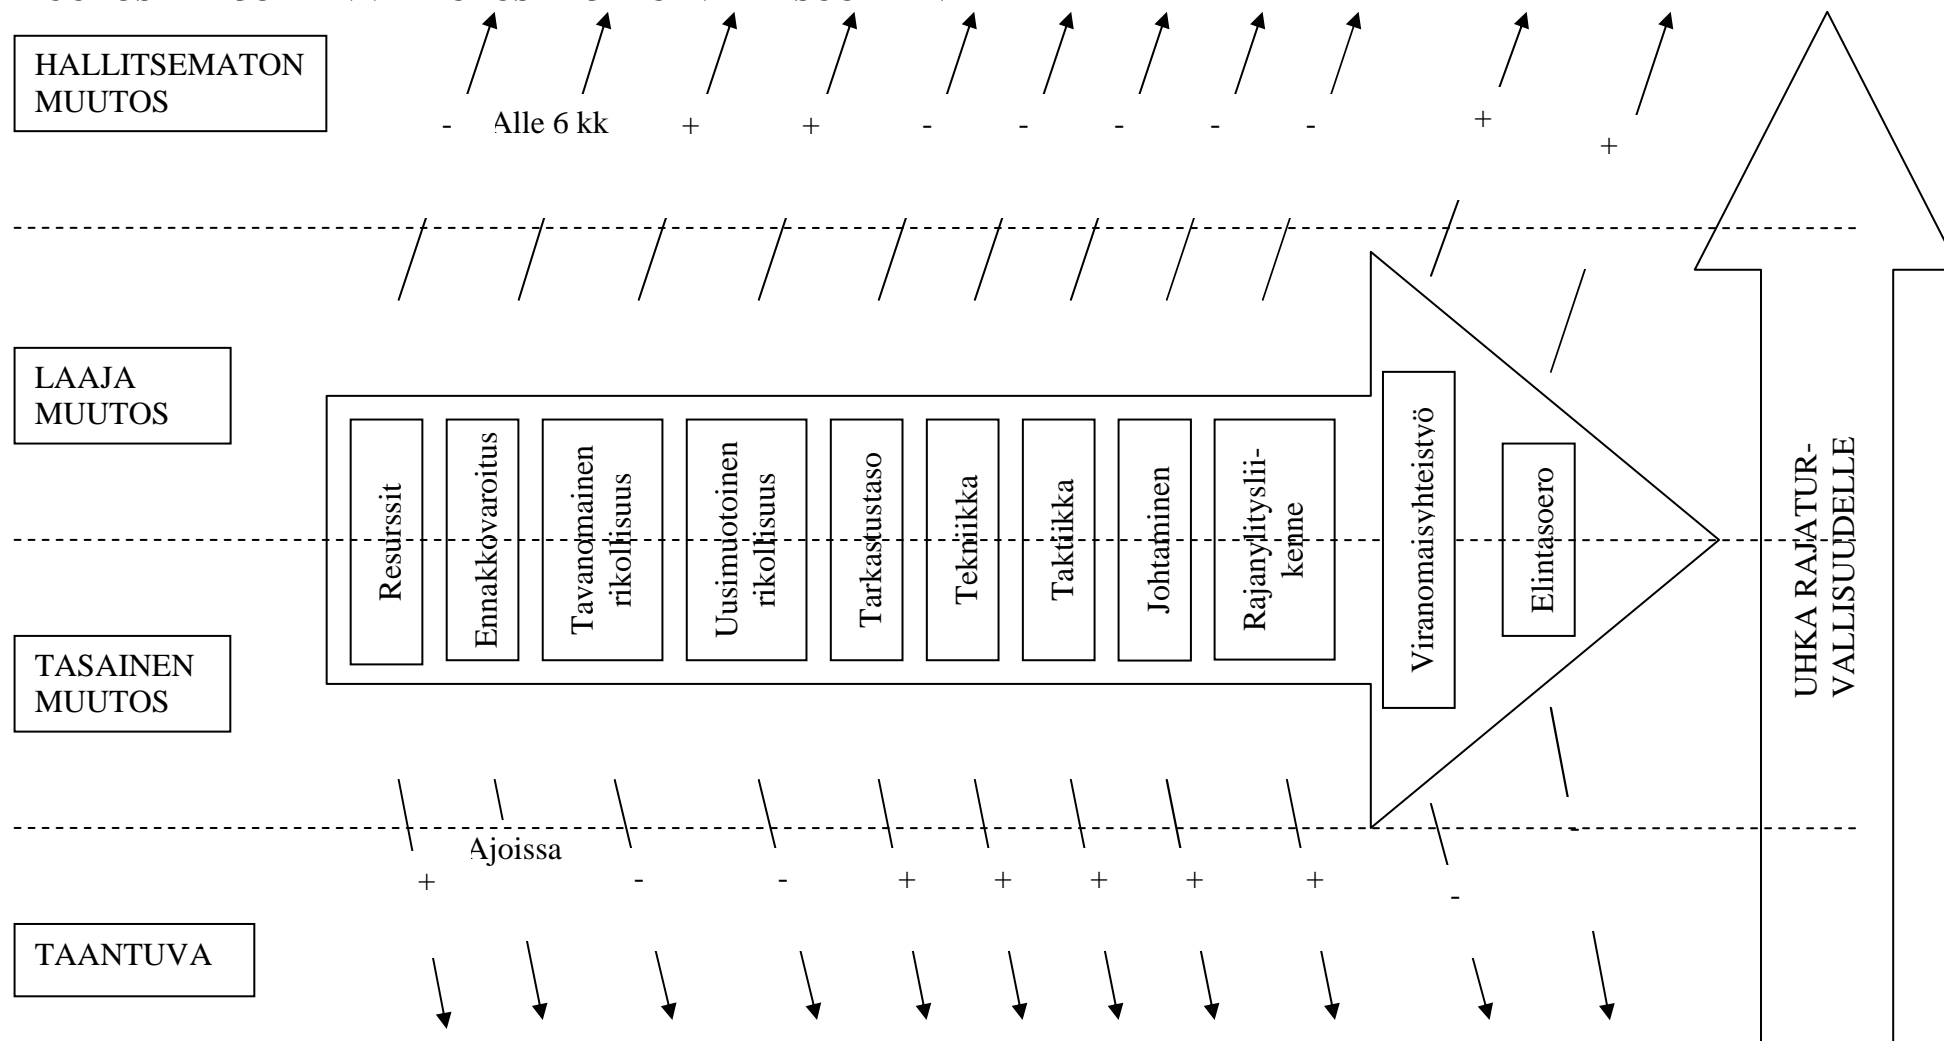 HALLITSEMATON
MUUTOS
- Alle 6 kk + + - - - - - + +
LAAJA
MUUTOS
TASAINEN
MUUTOS
Resurssit
Ennakkovaroitus
Tavanomainen
rikollisuus
Uusimuotoinen
rikollisuus
Tarkastustaso
Tekniikka
Taktiikka
Johtaminen
Rajanylityslii-
kenne
Viranomaisyhteistyö
Elintasoero
UHKA RAJATUR-
VALLISUUDELLE
+ Ajoissa - - + + + + + - -
TAANTUVA